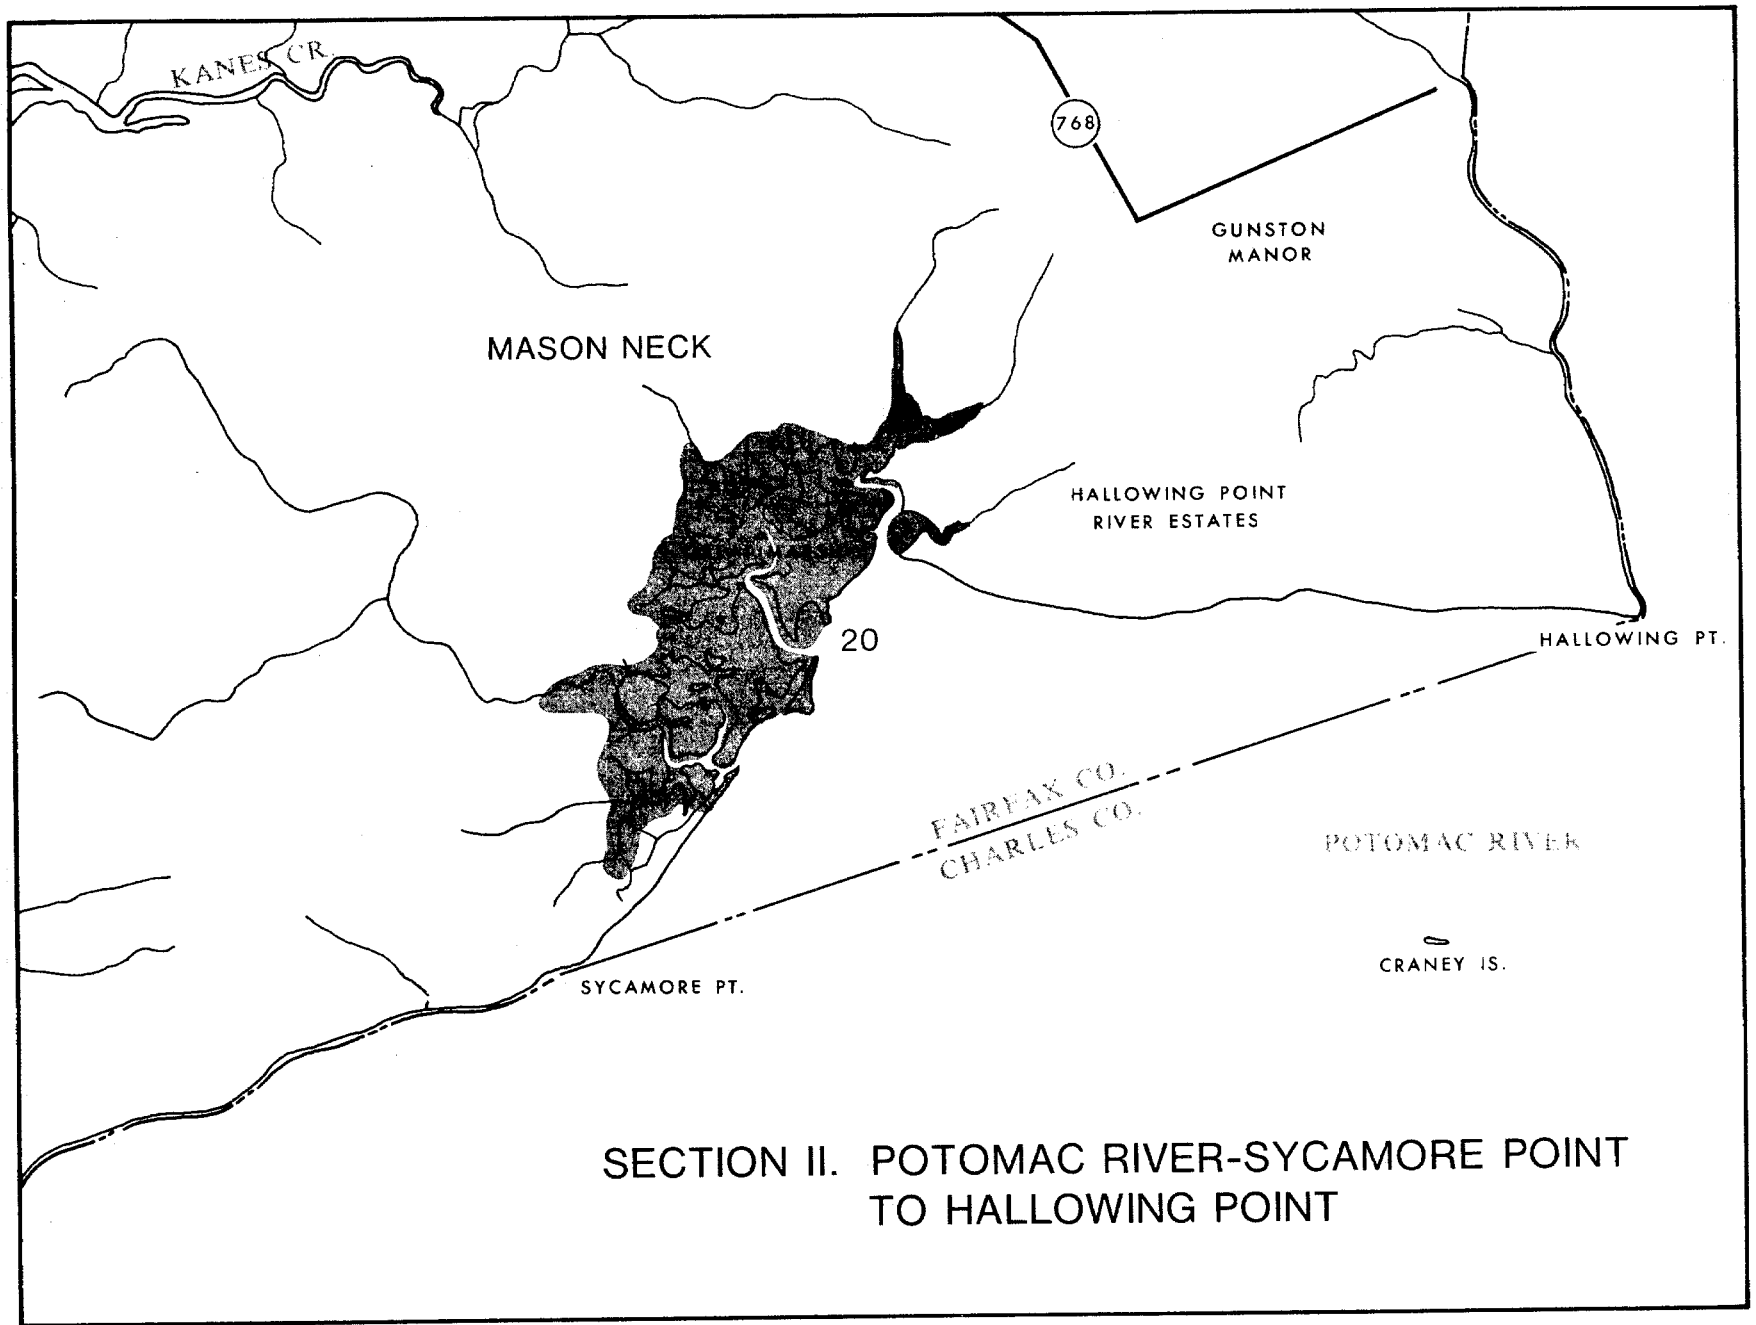 KANES CR.
768
GUNSTON
MANOR
MASON NECK
HALLOWING POINT
RIVER ESTATES
20
HALLOWING PT.
FAIRFAX CO.
CHARLES CO.
POTOMAC RIVER
CRANEY IS.
SYCAMORE PT.
SECTION II. POTOMAC RIVER-SYCAMORE POINT
TO HALLOWING POINT